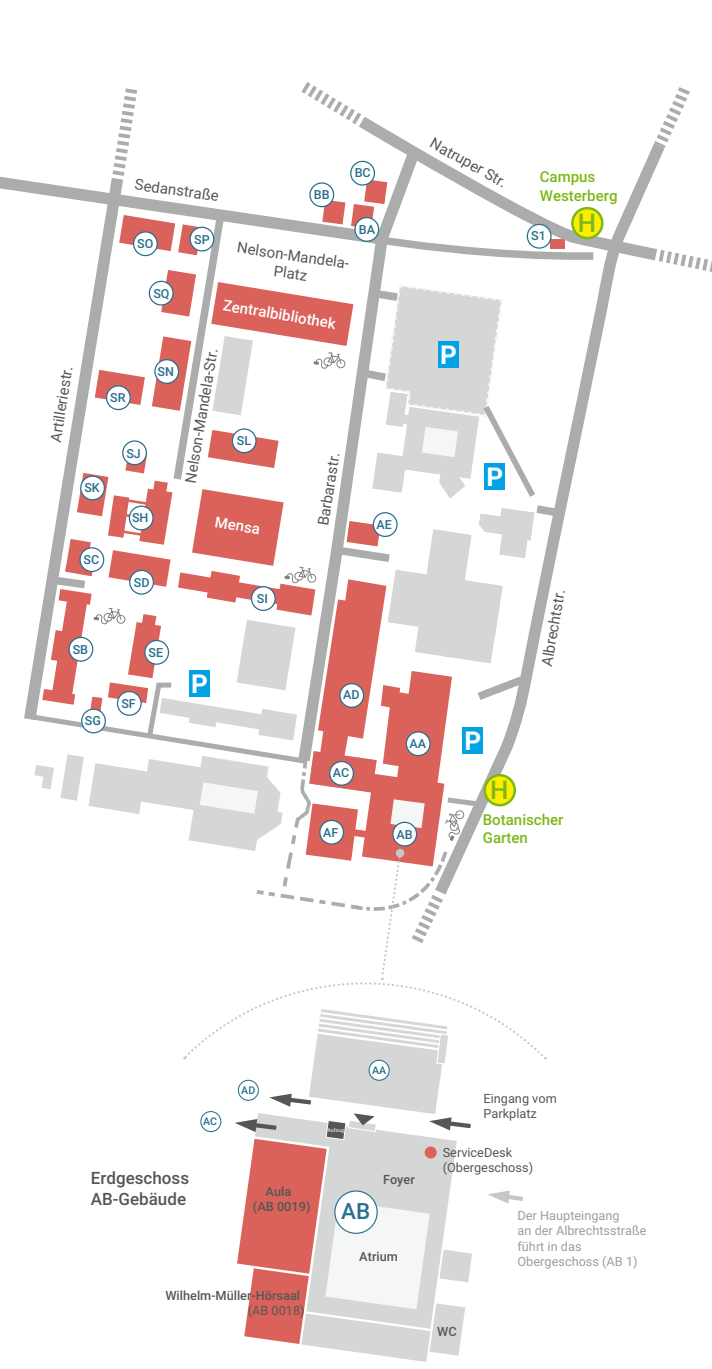 Natruper Str.
Campus
Westerberg
H
BC
BB
BA
S1
Sedanstraße
SO
SP
Nelson-Mandela-
Platz
SQ
Zentralbibliothek
P
SN
SR
Artilleriestr.
Nelson-Mandela-Str.
SL
SJ
P
SK
Barbarastr.
SH
Mensa
AE
SC
SD
SI
Albrechtstr.
SB
SE
P
AD
SF
SG
AA
P
AC
H
Botanischer
Garten
AF
AB
AA
AD
Eingang vom
Parkplatz
AC
ServiceDesk
(Obergeschoss)
Erdgeschoss
AB-Gebäude
Foyer
Aula
(AB 0019)
AB
Der Haupteingang
an der Albrechtsstraße
führt in das
Obergeschoss (AB 1)
Atrium
Wilhelm-Müller-Hörsaal
(AB 0018)
WC